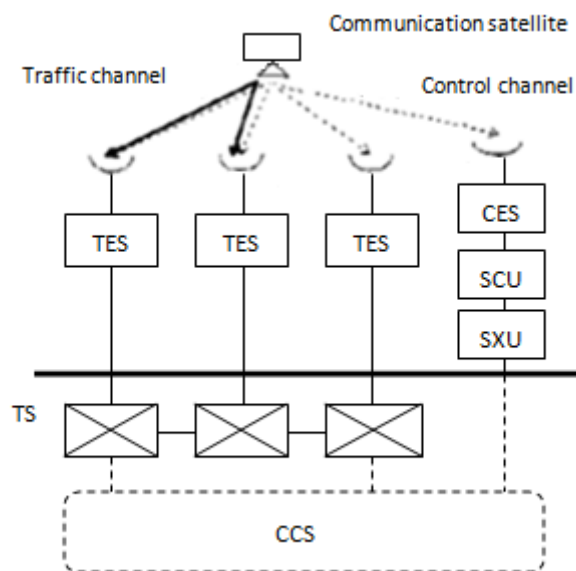 Communication satellite
Traffic channel
Control channel
TES
TES
TES
CES
SCU
SXU
TS
CCS